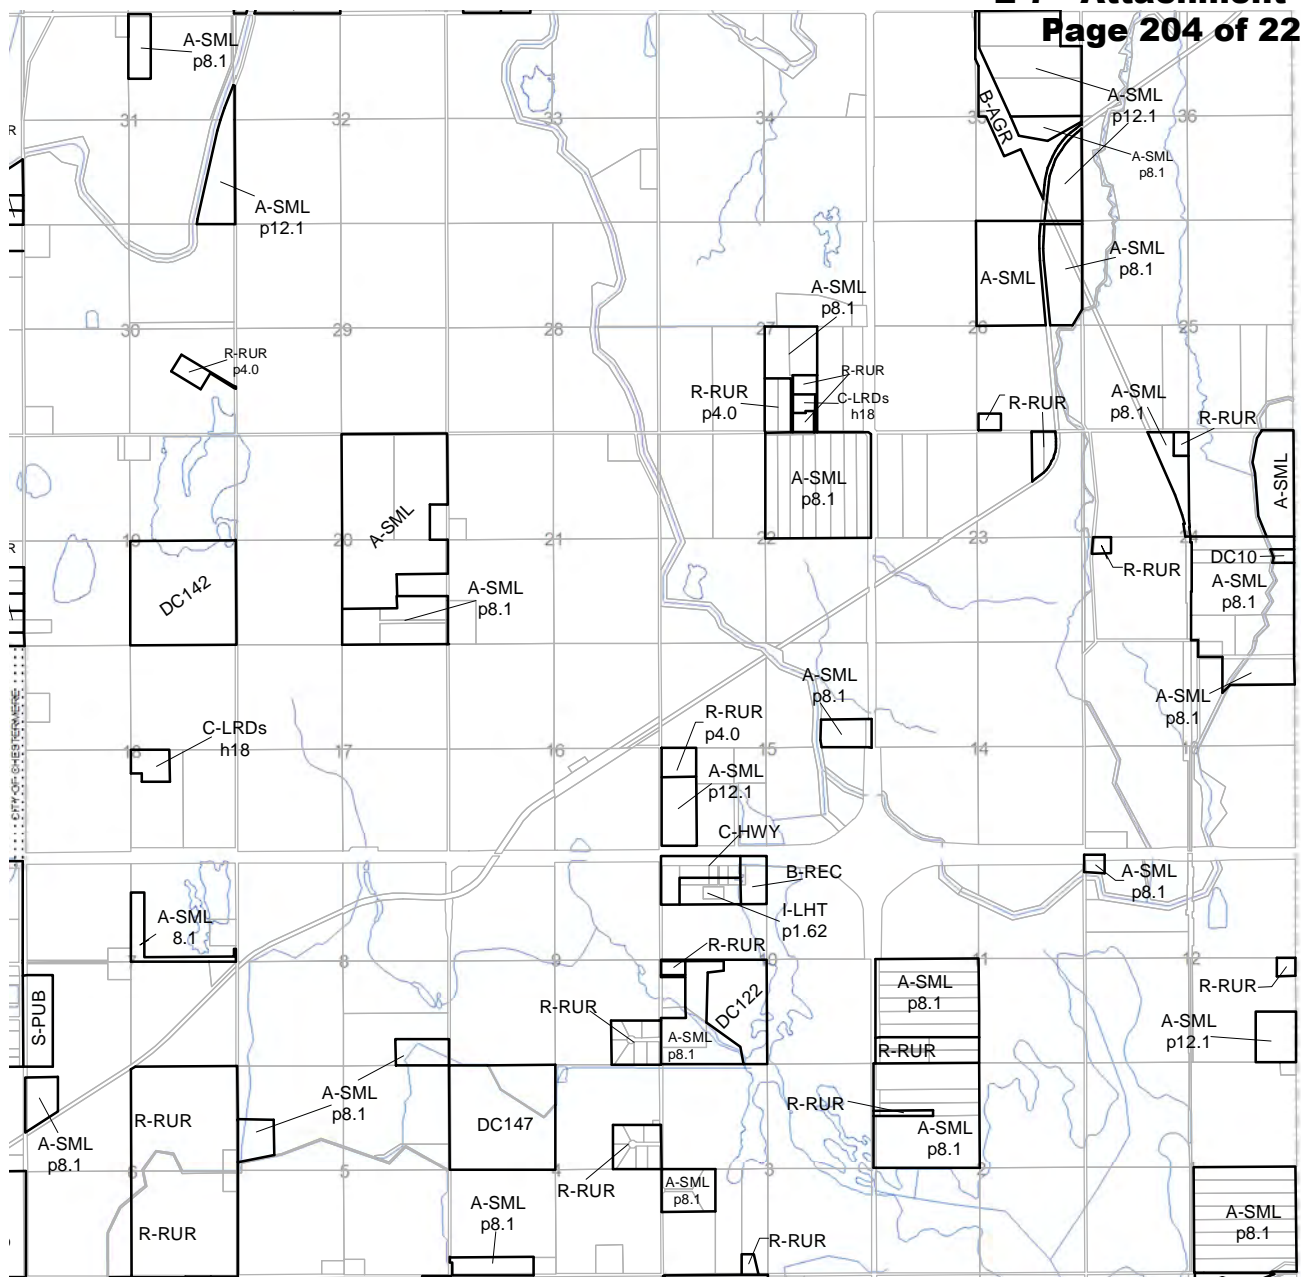 Page 204 of 22
A-SML
p8.1
31
32
33
34
36
B-AGR
A-SML
p12.1
A-SML
p8.1
A-SML
p12.1
A-SML
p8.1
A-SML
A-SML
p8.1
30
29
28
27
26
25
R-RUR
p4.0
R-RUR
p4.0
R-RUR
C-LRDs
h18
R-RUR
A-SML
p8.1
R-RUR
A-SML
A-SML
p8.1
A-SML
19
20
21
22
23
24
DC142
A-SML
p8.1
R-RUR
DC10
A-SML
p8.1
A-SML
p8.1
A-SML
p8.1
CITY OF CHESTERMERE
C-LRDs
h18
R-RUR
p4.0
A-SML
p12.1
18
17
16
15
14
13
C-HWY
B-REC
I-LHT
p1.62
A-SML
p8.1
A-SML
8.1
R-RUR
7
8
9
11
12
S-PUB
R-RUR
A-SML
p8.1
DC122
A-SML
p8.1
R-RUR
R-RUR
A-SML
p12.1
A-SML
p8.1
R-RUR
A-SML
p8.1
DC147
R-RUR
A-SML
p8.1
R-RUR
A-SML
p8.1
6
5
4
3
2
R-RUR
A-SML
p8.1
R-RUR
A-SML
p8.1